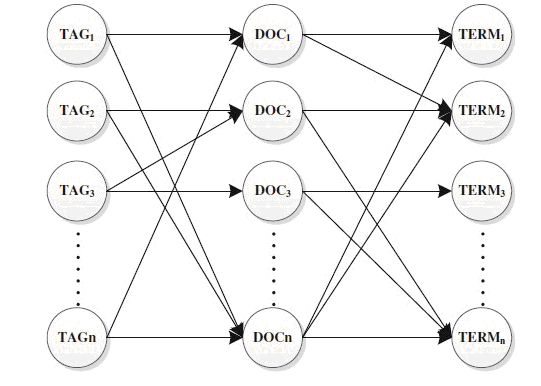 TAG₁ DOC₁ TERM₁
TAG₂ DOC₂ TERM₂
TAG₃ DOC₃ TERM₃
TAGn DOCn TERMₙ